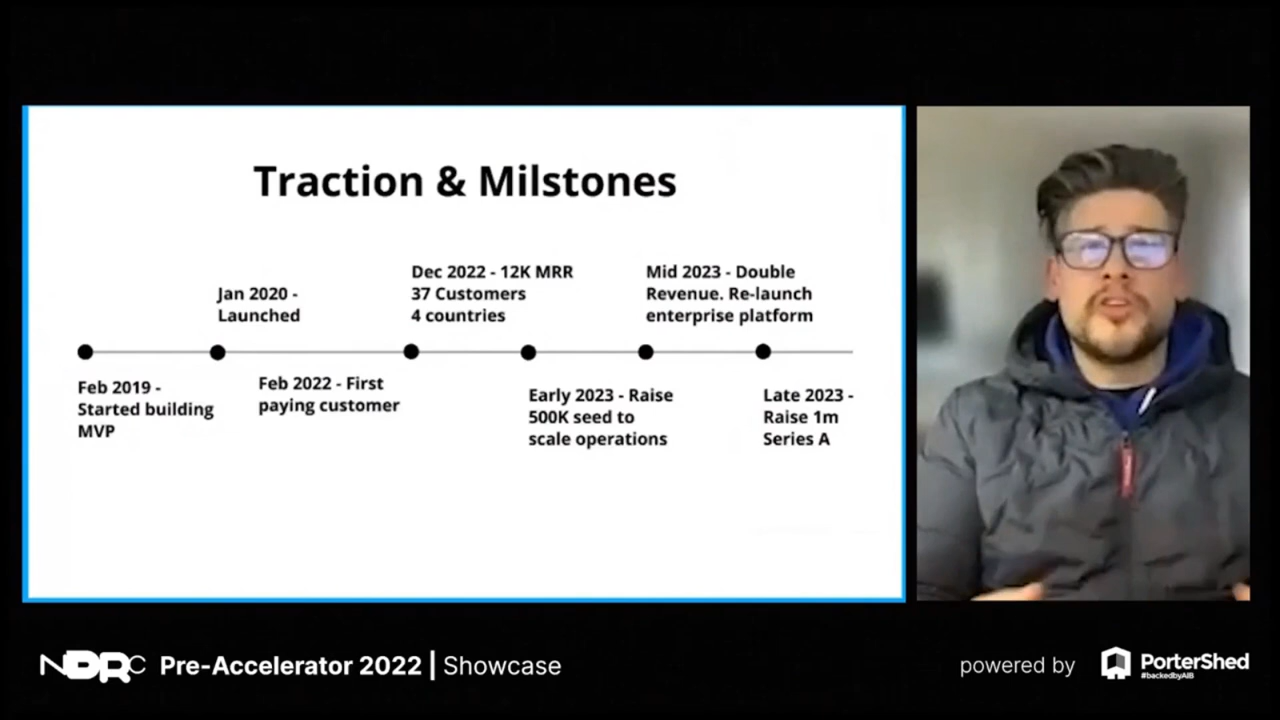 Traction & Milstones
Feb 2019 -
Started building
MVP
Jan 2020 -
Launched
Feb 2022 - First
paying customer
Dec 2022 - 12K MRR
37 Customers
4 countries
Early 2023 - Raise
500K seed to
scale operations
Mid 2023 - Double
Revenue. Re-launch
enterprise platform
Late 2023 -
Raise 1m
Series A
NDRC Pre-Accelerator 2022 | Showcase
powered by PorterShed
#backedbyAIB